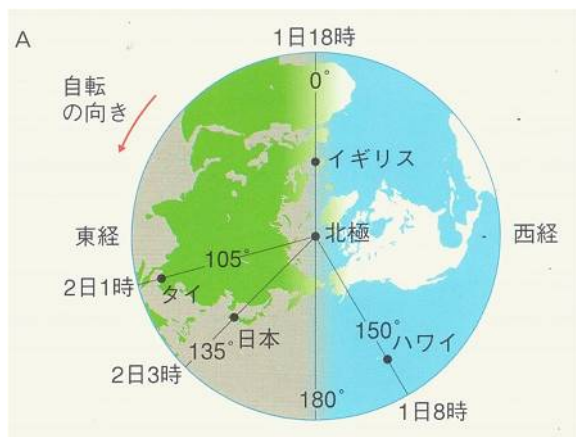 A
1日18時
自転
の向き
0°
イギリス
東経
北極
西経
105°
2日1時
タイ
日本
150°
ハワイ
135°
2日3時
180°
1日8時